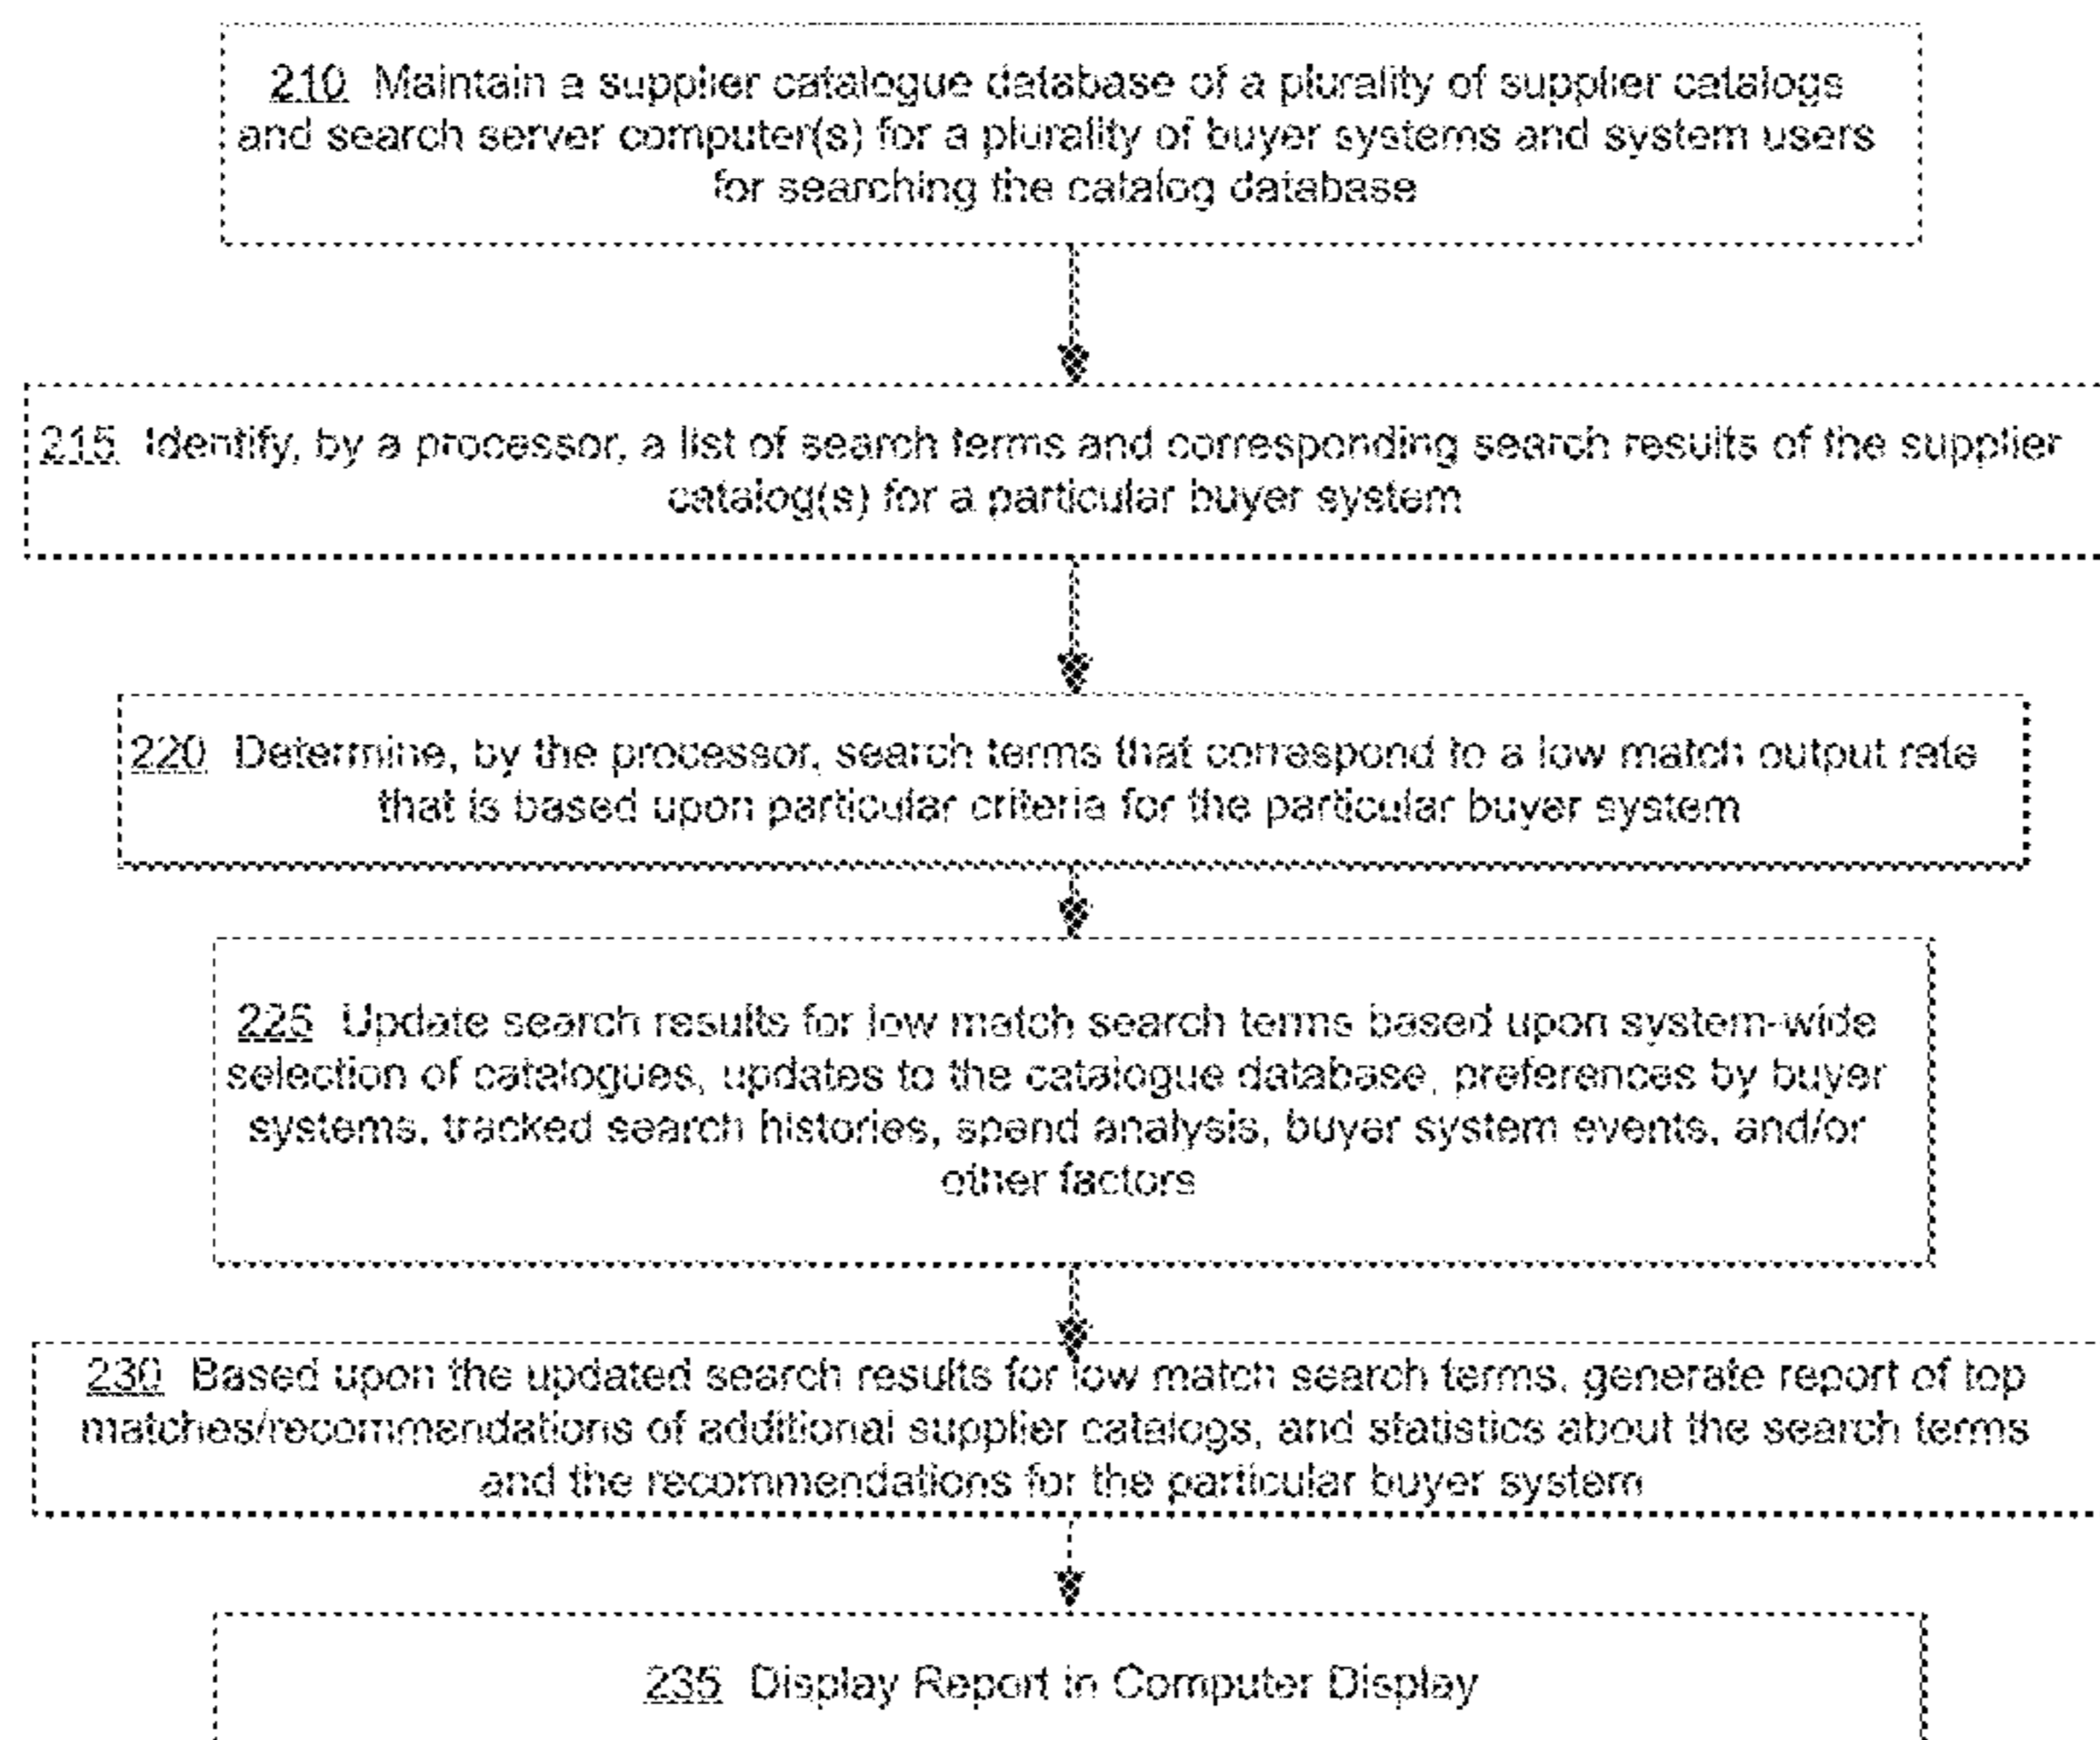 210 Maintain a supplier catalogue database of a plurality of supplier catalogs
and search server computer(s) for a plurality of buyer systems and system users
for searching the catalog database
215 Identify, by a processor, a list of search terms and corresponding search results of the supplier
catalog(s) for a particular buyer system
220 Determine, by the processor, search terms that correspond to a low match output rate
that is based upon particular criteria for the particular buyer system
225 Update search results for low match search terms based upon system-wide
selection of catalogues, updates to the catalogue database, preferences by buyer
systems, tracked search histories, spend analysis, buyer system events, and/or
other factors
230 Based upon the updated search results for low match search terms, generate report of top
matches/recommendations of additional supplier catalogs, and statistics about the search terms
and the recommendations for the particular buyer system
235 Display Report in Computer Display